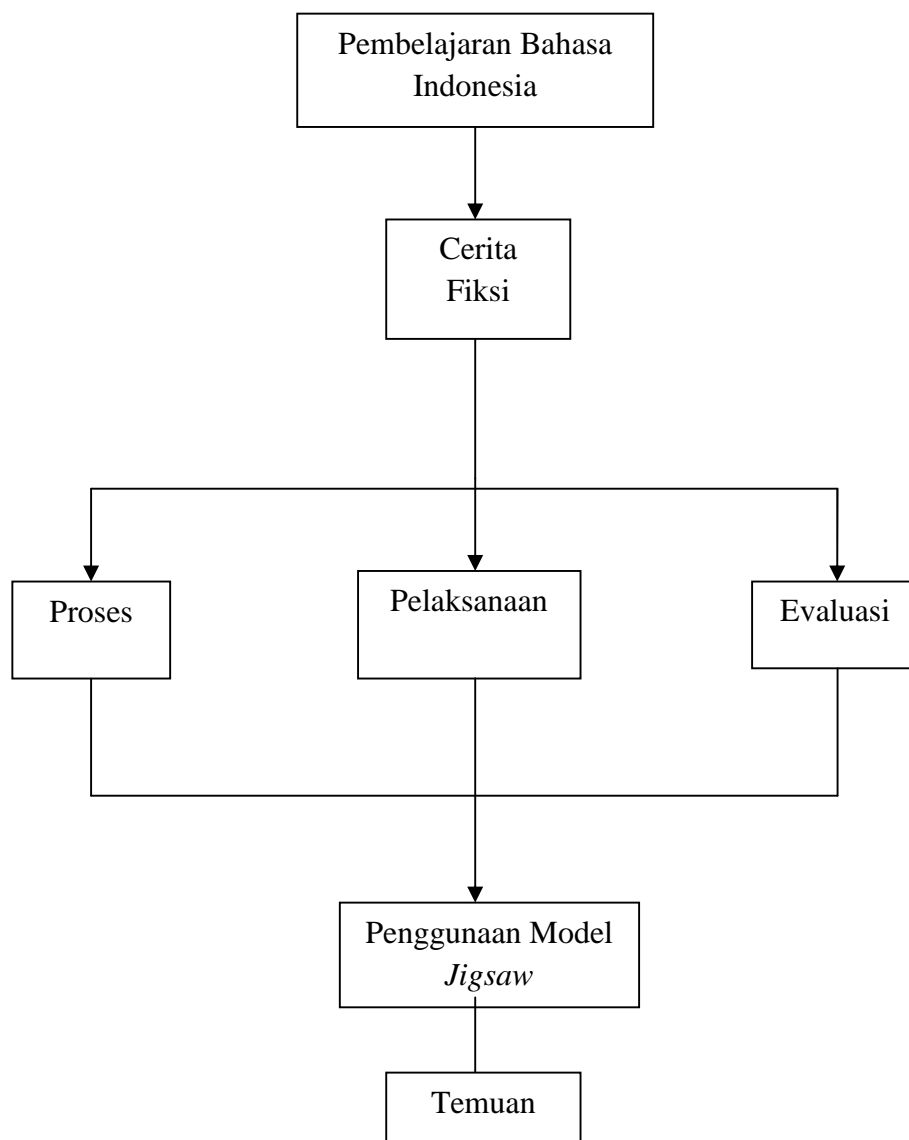 Pembelajaran Bahasa
Indonesia
Cerita
Fiksi
Proses
Pelaksanaan
Evaluasi
Penggunaan Model
Jigsaw
Temuan